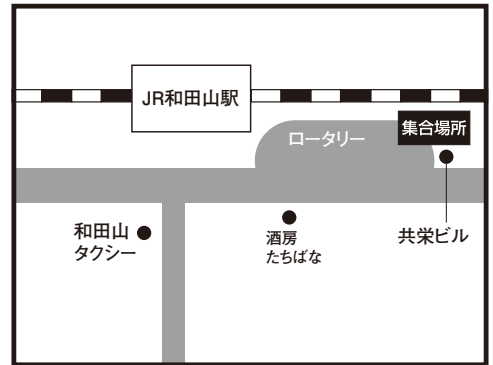 JR和田山駅
ロータリー
集合場所
和田山
タクシー
酒房
たちばな
共栄ビル